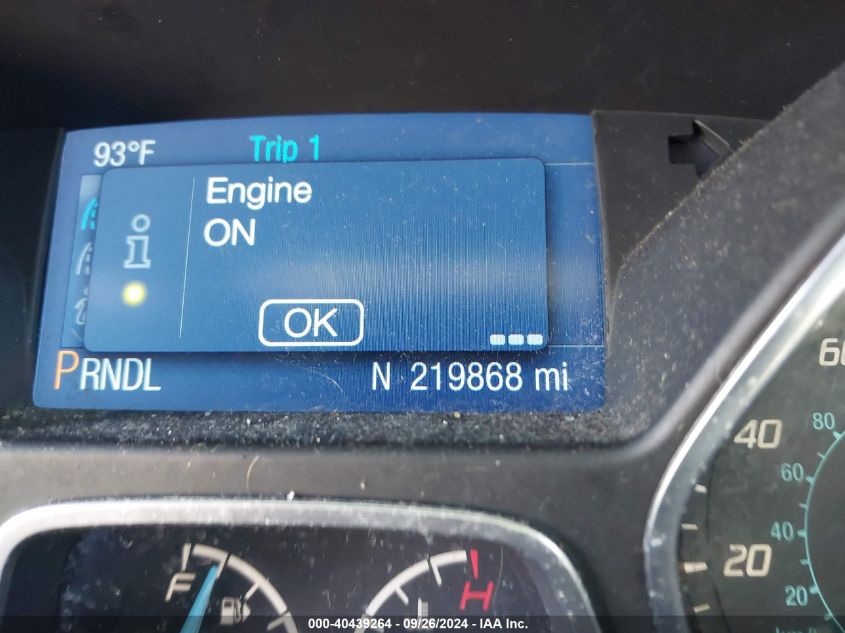 93°F Trip 1
Engine
ON
OK
PRNDL N 219868 mi
60
80
40
60
40
20
20
F H
000-40439264 - 09/26/2024 - IAA Inc.